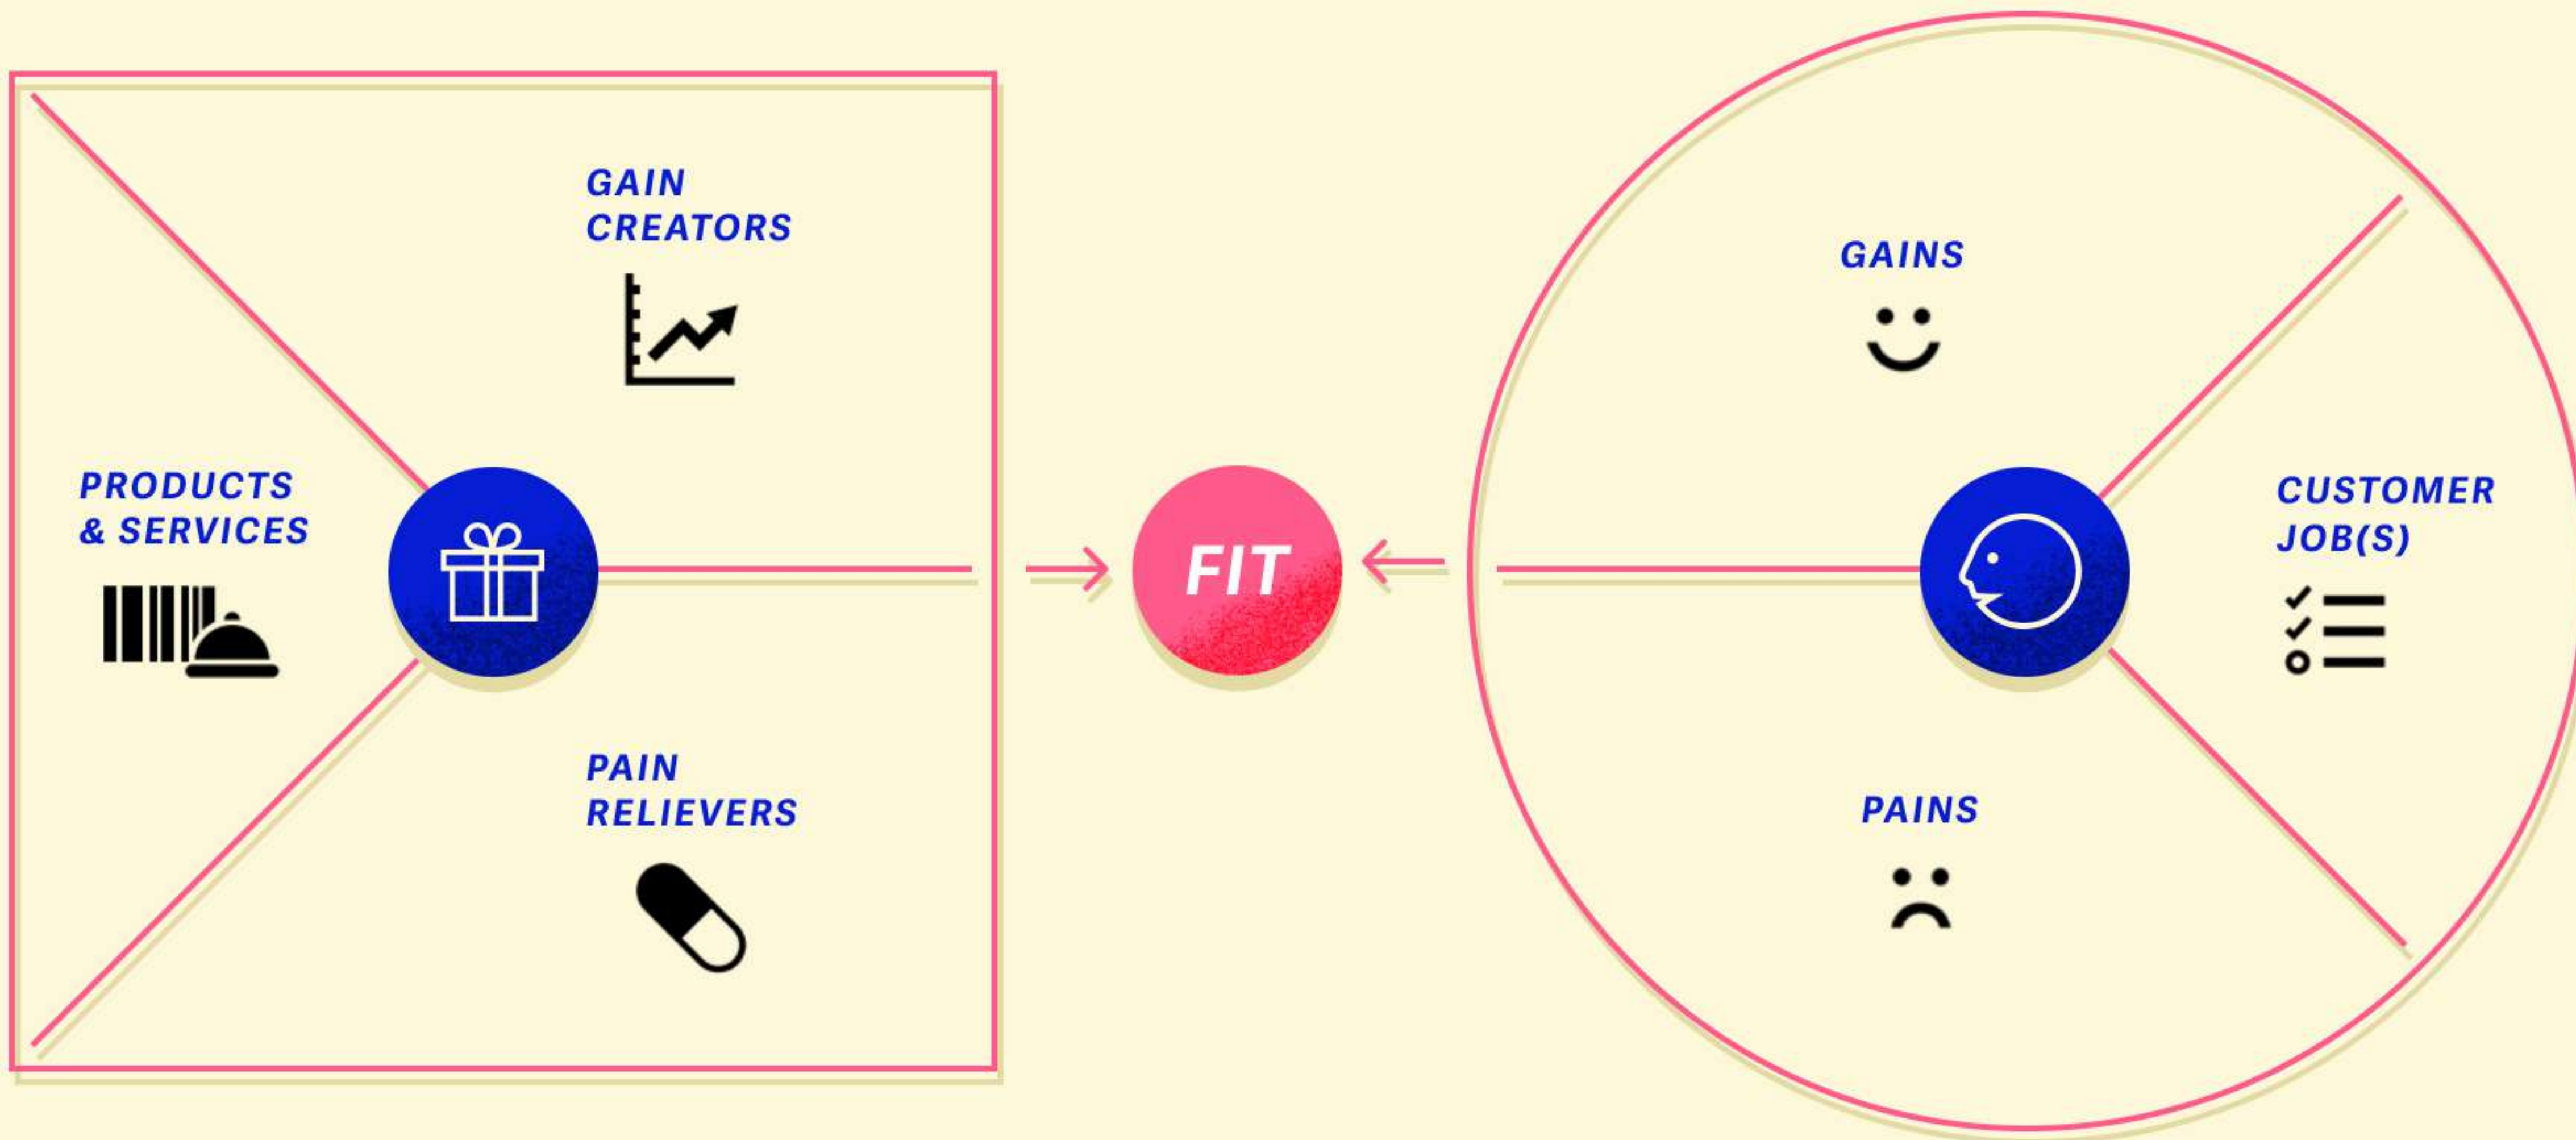 GAIN
CREATORS
PRODUCTS
& SERVICES
PAIN
RELIEVERS
FIT
GAINS
CUSTOMER
JOB(S)
PAINS